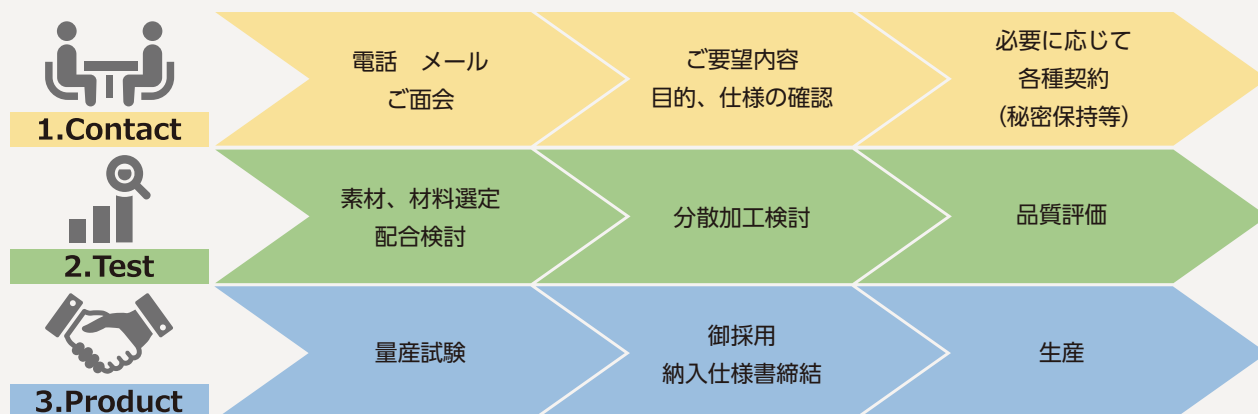 1.Contact
電話　メール
ご面会
ご要望内容
目的、仕様の確認
必要に応じて
各種契約
（秘密保持等）
2.Test
素材、材料選定
配合検討
分散加工検討
品質評価
3.Product
量産試験
御採用
納入仕様書締結
生産